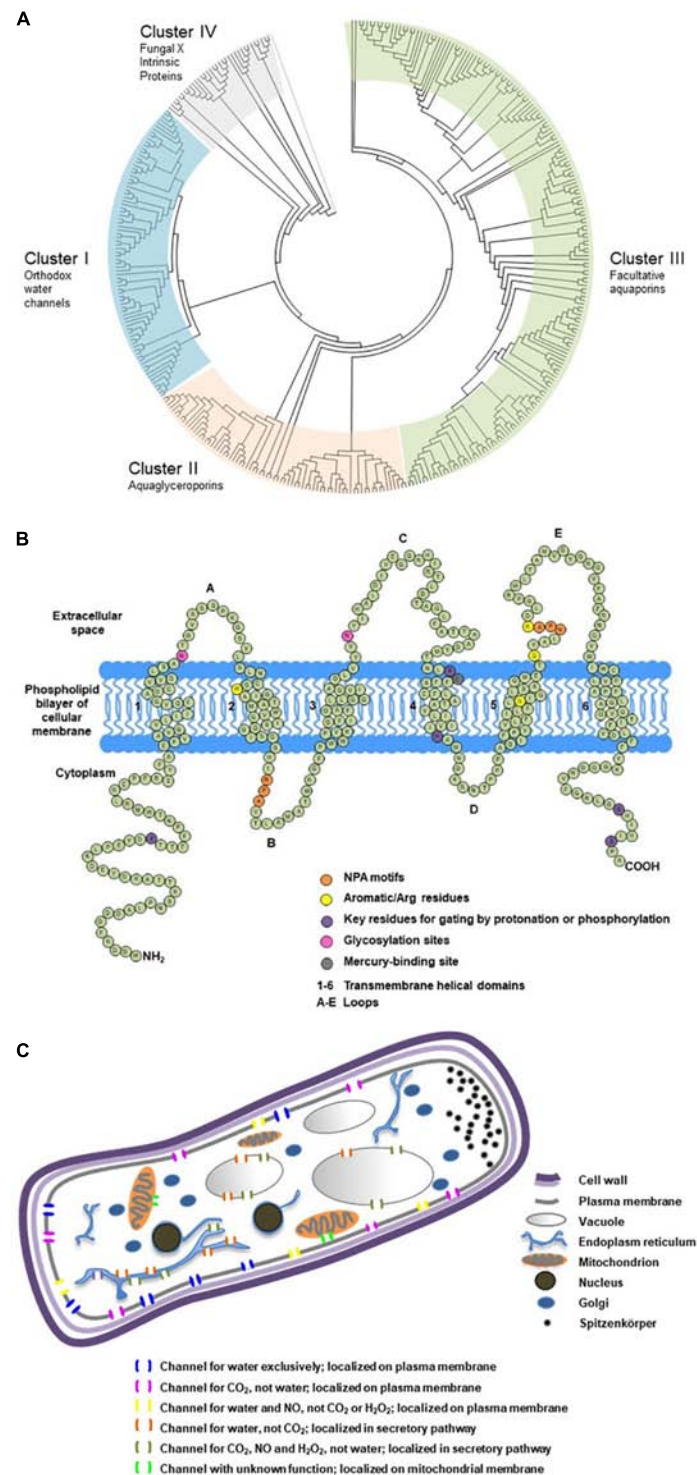 A
Cluster IV
Fungal X
Intrinsic
Proteins
Cluster I
Orthodox
water
channels
Cluster III
Facultative
aquaporins
Cluster II
Aquaglyceroporins
B
A
C
E
Extracellular
space
Phospholipid
bilayer of
cellular
membrane
1
2
3
4
5
6
Cytoplasm
B
D
COOH
NH2
NPA motifs
Aromatic/Arg residues
Key residues for gating by protonation or phosphorylation
Glycosylation sites
Mercury-binding site
1-6 Transmembrane helical domains
A-E Loops
C
Cell wall
Plasma membrane
Vacuole
Endoplasm reticulum
Mitochondrion
Nucleus
Golgi
Spitzenkörper
Channel for water exclusively; localized on plasma membrane
Channel for CO2, not water; localized on plasma membrane
Channel for water and NO, not CO2 or H2O2; localized on plasma membrane
Channel for water, not CO2; localized in secretory pathway
Channel for CO2, NO and H2O2, not water; localized in secretory pathway
Channel with unknown function; localized on mitochondrial membrane